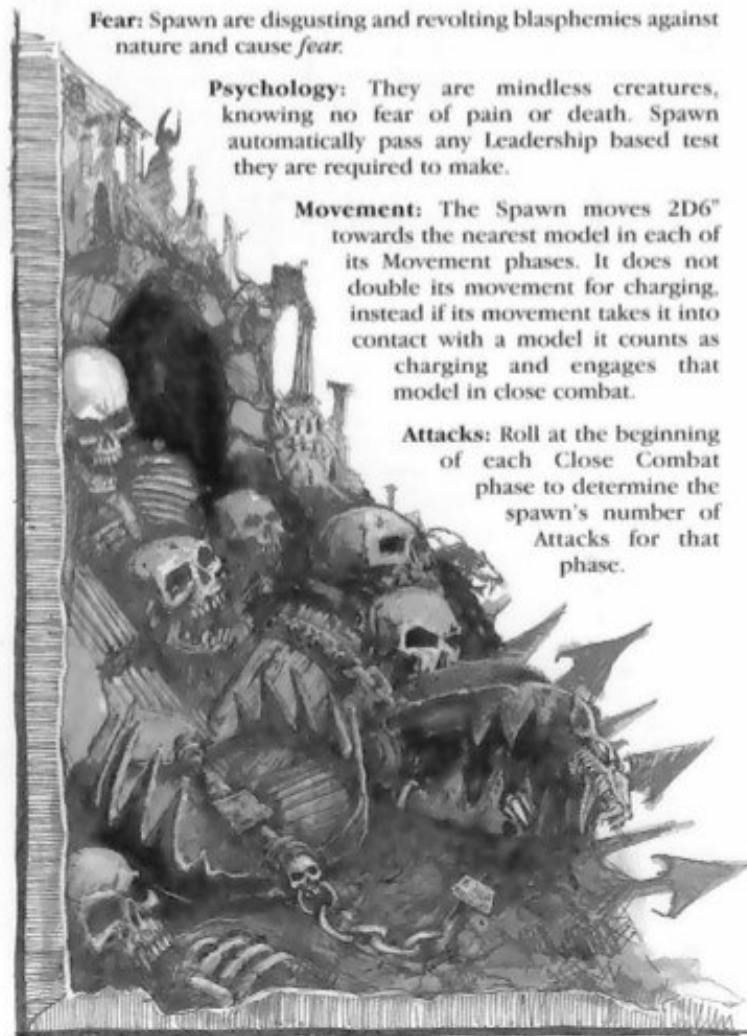 Fear: Spawn are disgusting and revolting blasphemies against
nature and cause fear.
Psychology: They are mindless creatures,
knowing no fear of pain or death. Spawn
automatically pass any Leadership based test
they are required to make.
Movement: The Spawn moves 2D6"
towards the nearest model in each of
its Movement phases. It does not
double its movement for charging,
instead if its movement takes it into
contact with a model it counts as
charging and engages that
model in close combat.
Attacks: Roll at the beginning
of each Close Combat
phase to determine the
spawn's number of
Attacks for that
phase.